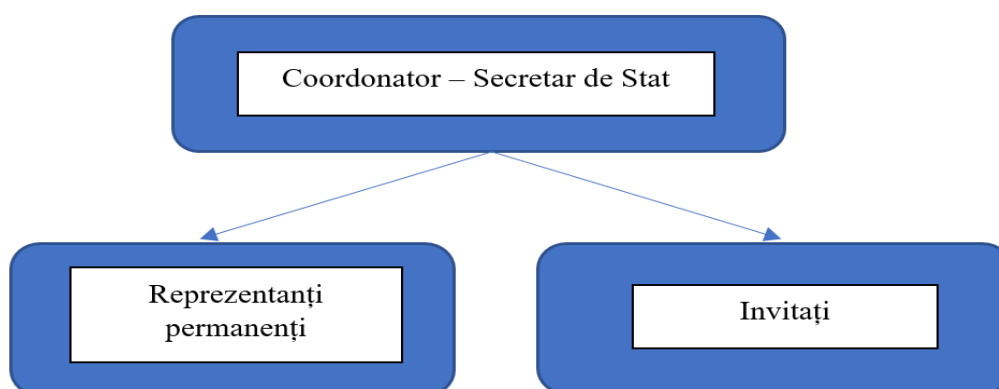 Coordonator – Secretar de Stat
Reprezentanți
permanenți
Invitați